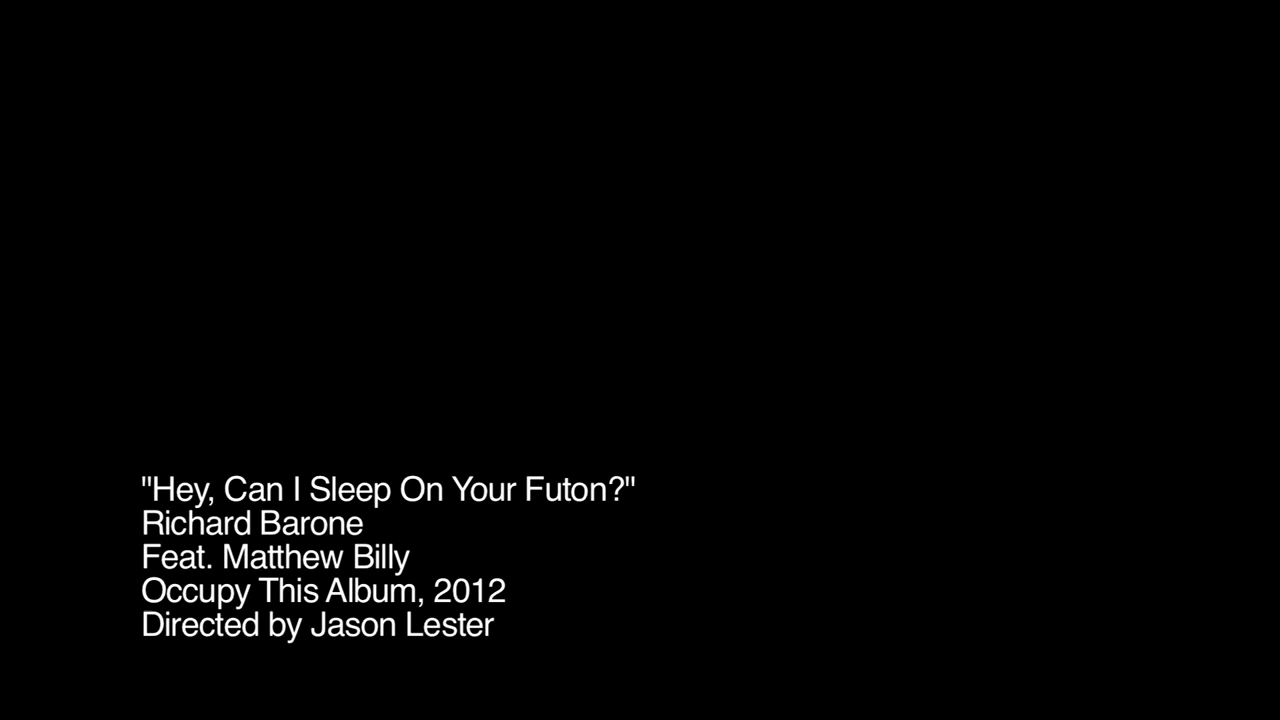 "Hey, Can I Sleep On Your Futon?"
Richard Barone
Feat. Matthew Billy
Occupy This Album, 2012
Directed by Jason Lester